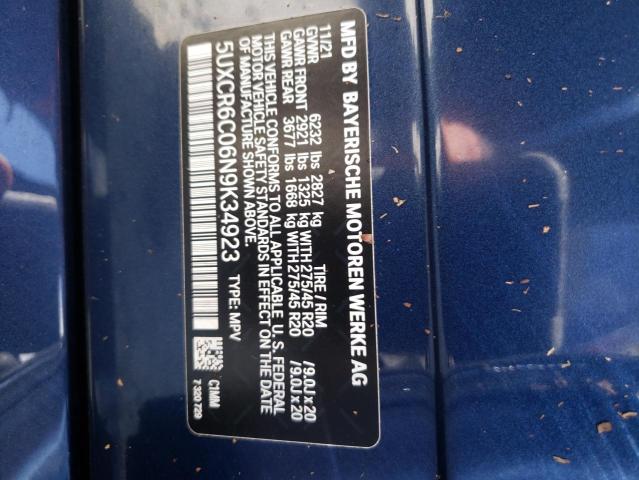 MFD BY BAYERISCHE MOTOREN WERKE AG
11/21
GVWR 6232 lbs 2827 kg TIRE / RIM
GAWR FRONT 2921 lbs 1325 kg WITH 275/45 R20 /9.0J x 20
GAWR REAR 3677 lbs 1668 kg WITH 275/45 R20 /9.0J x 20
THIS VEHICLE CONFORMS TO ALL APPLICABLE U. S. FEDERAL
MOTOR VEHICLE SAFETY STANDARDS IN EFFECT ON THE DATE
OF MANUFACTURE SHOWN ABOVE.
5UXCR6C06N9K34923 TYPE: MPV
C1MM
7 320 729